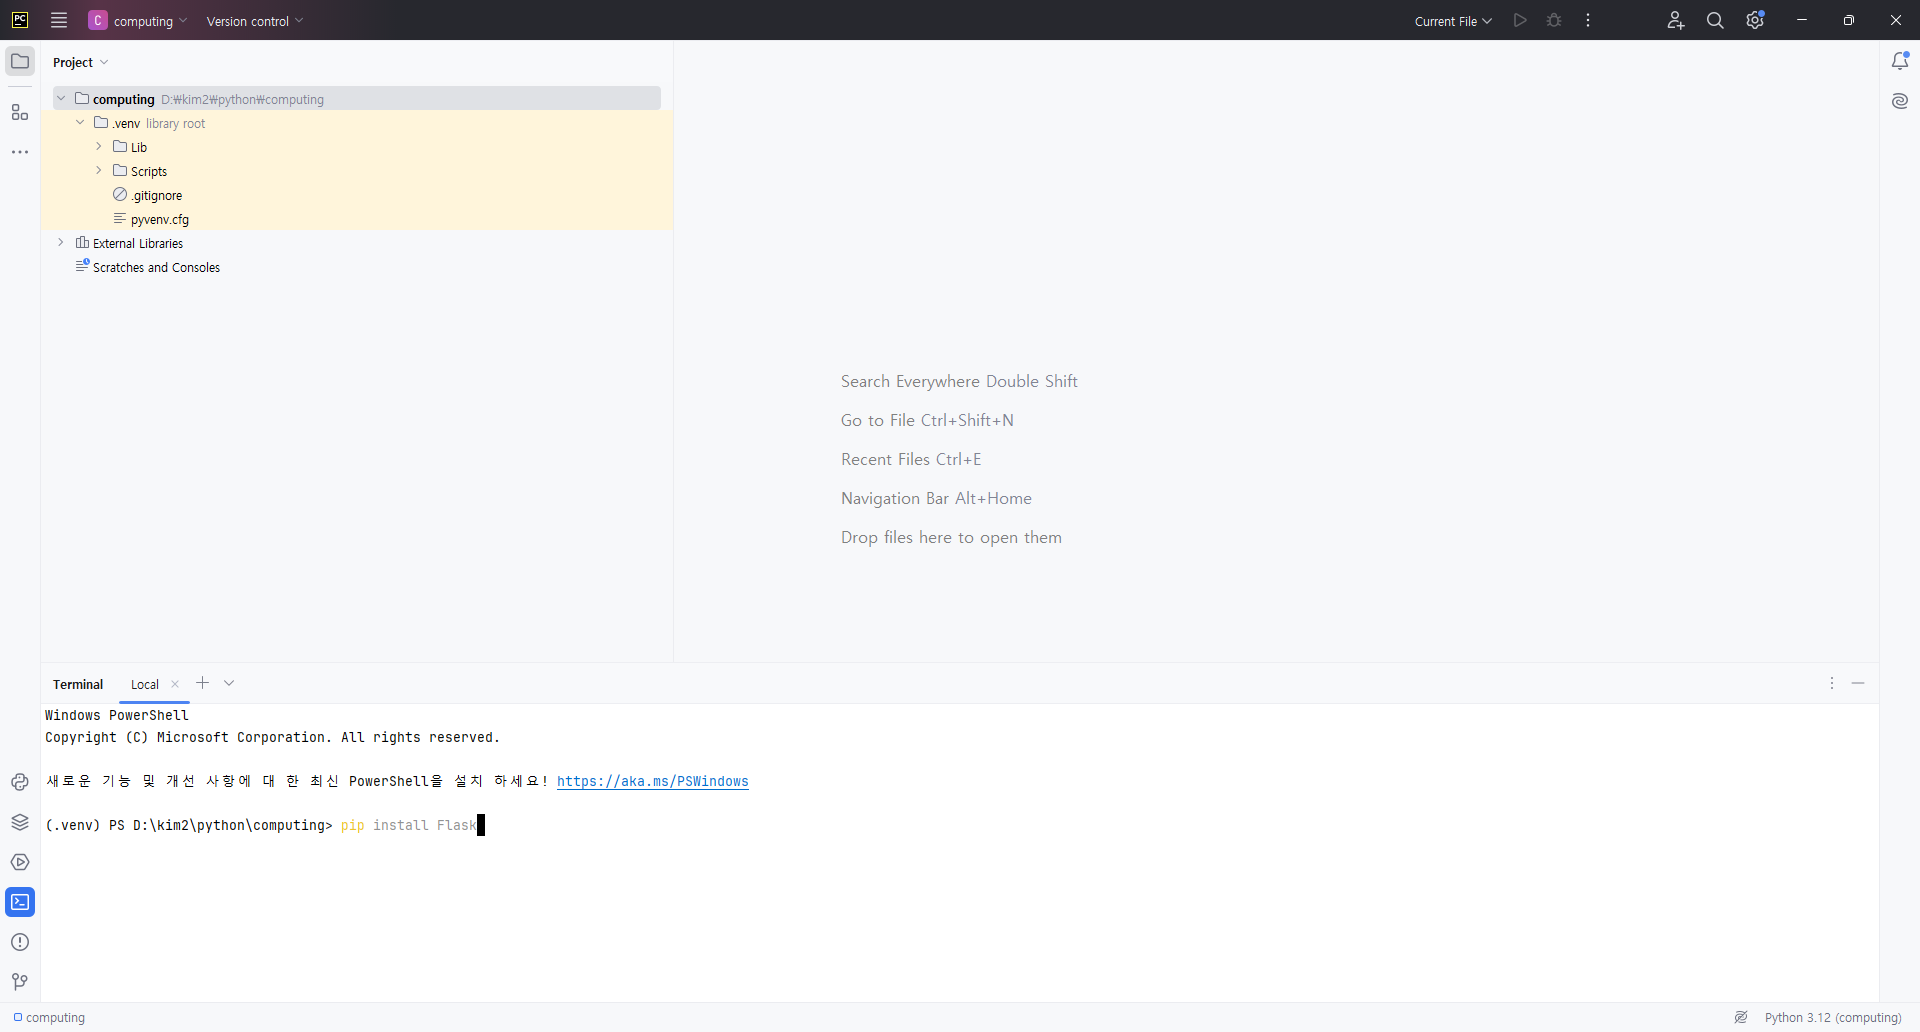 PC
C computing Version control Current File
Project
computing D:₩kim2₩python₩computing
.venv library root
Lib
Scripts
.gitignore
pyvenv.cfg
External Libraries
Scratches and Consoles
Search Everywhere Double Shift
Go to File Ctrl+Shift+N
Recent Files Ctrl+E
Navigation Bar Alt+Home
Drop files here to open them
Terminal Local
Windows PowerShell
Copyright (C) Microsoft Corporation. All rights reserved.
새로운 기능 및 개선 사항에 대 한 최신 PowerShell을 설치 하세요! https://aka.ms/PSWindows
(.venv) PS D:\kim2\python\computing> pip install Flask
computing Python 3.12 (computing)